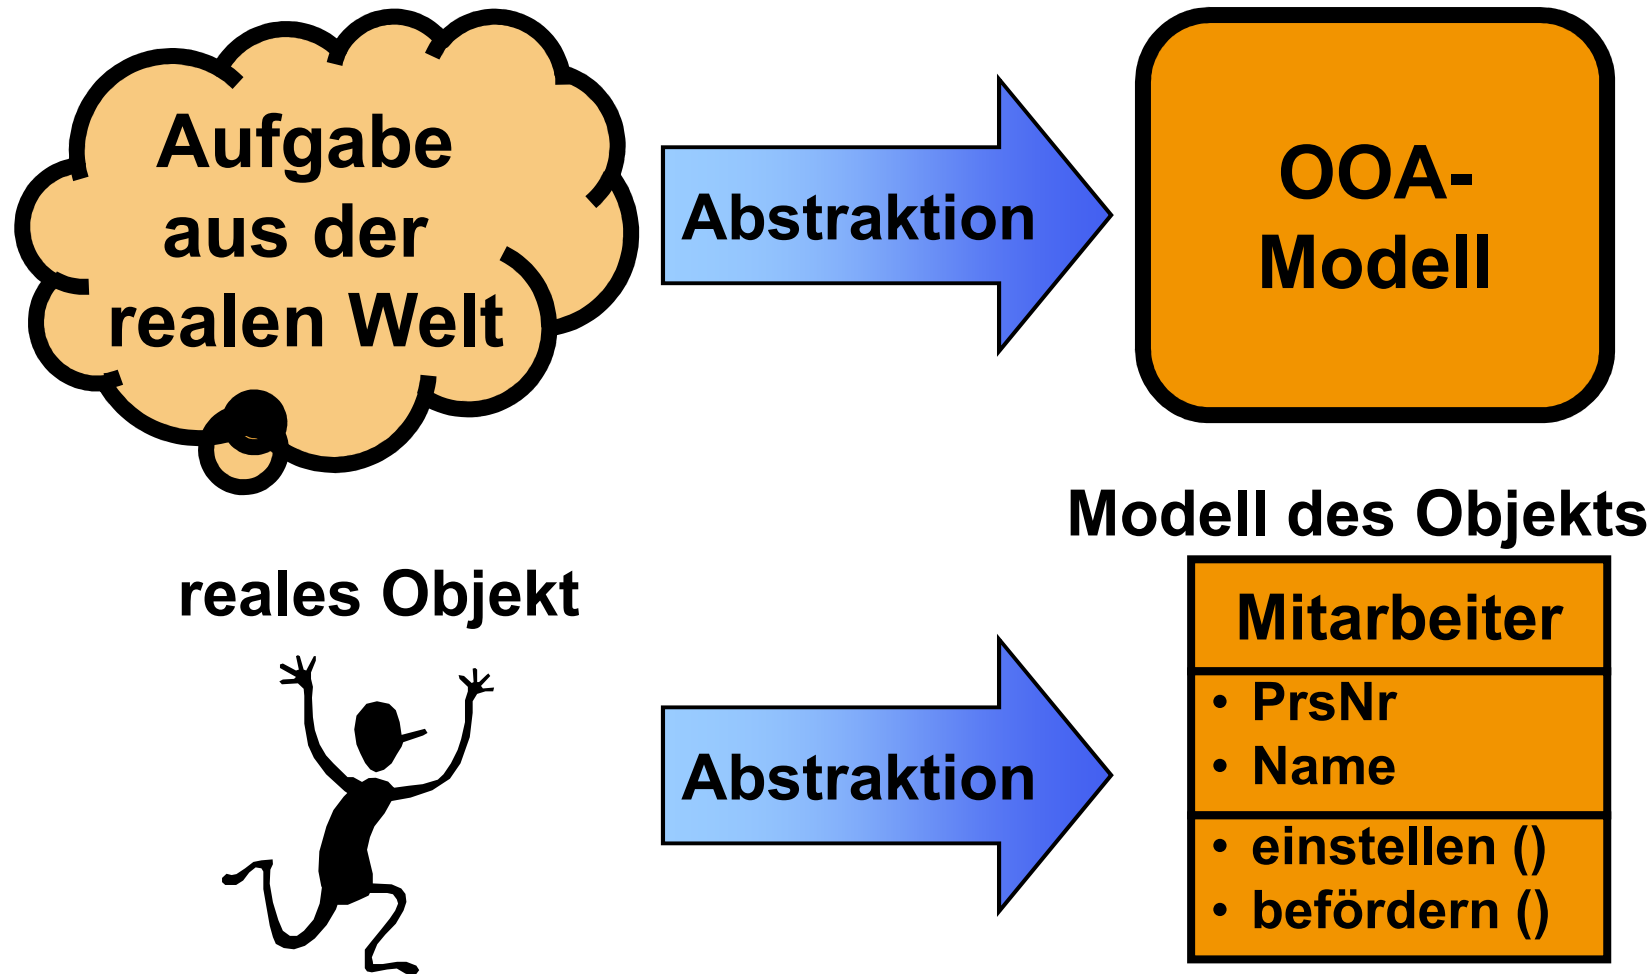 Aufgabe
aus der
realen Welt
Abstraktion
OOA-
Modell
reales Objekt
Abstraktion
Modell des Objekts
Mitarbeiter
• PrsNr
• Name
• einstellen ()
• befördern ()